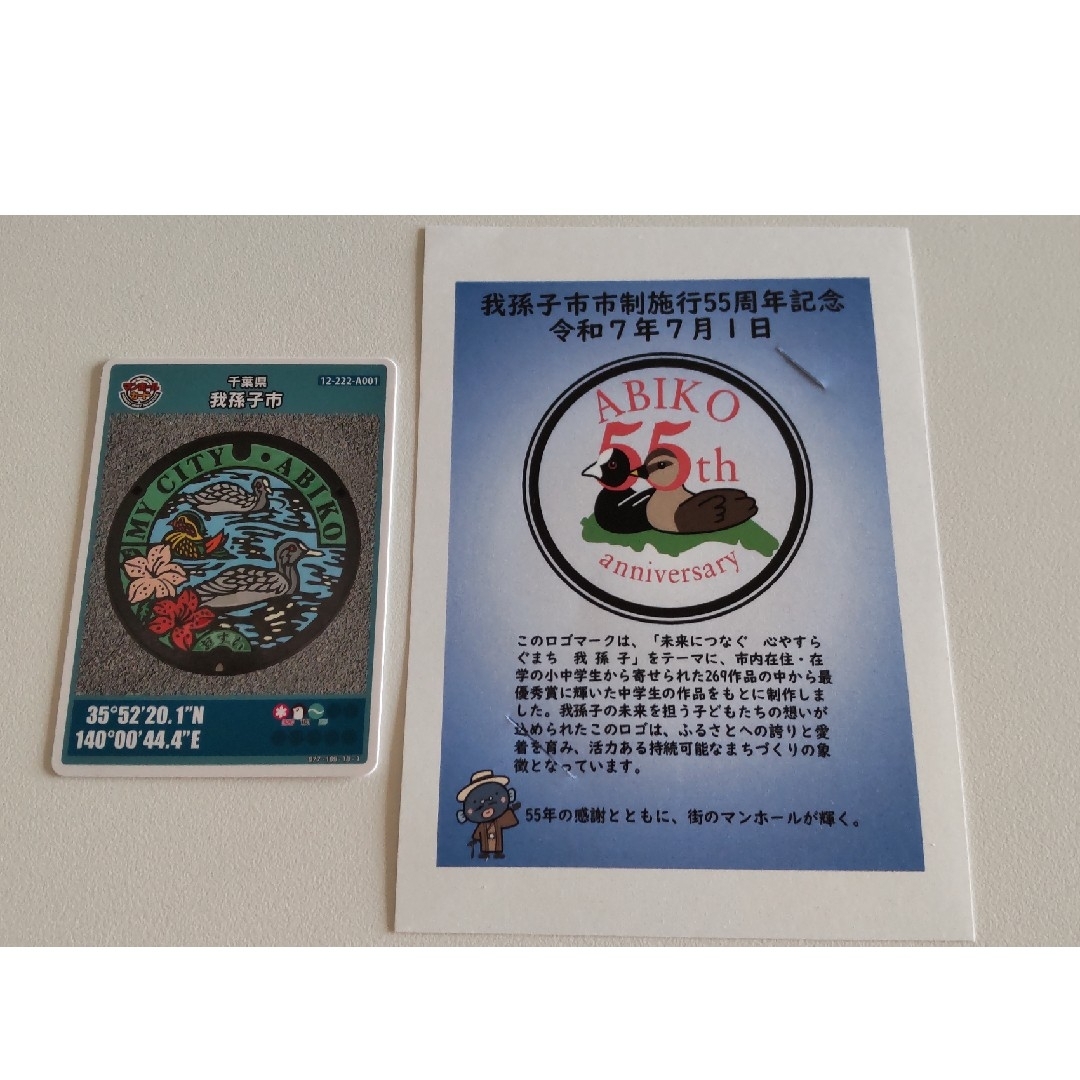 千葉県
我孫子市
12-222-A001
MY CITY・ABIKO
おすい
35°52'20.1"N
140°00'44.4"E
我孫子市市制施行55周年記念
令和7年7月1日
ABIKO
55th
anniversary
このロゴマークは、「未来につなぐ 心やすら
ぐまち 我孫子」をテーマに、市内在住・在
学の小中学生から寄せられた269作品の中から最
優秀賞に輝いた中学生の作品をもとに制作しま
した。我孫子の未来を担う子どもたちの想いが
込められたこのロゴは、ふるさとへの誇りと愛
着を育み、活力ある持続可能なまちづくりの象
徴となっています。
55年の感謝とともに、街のマンホールが輝く。